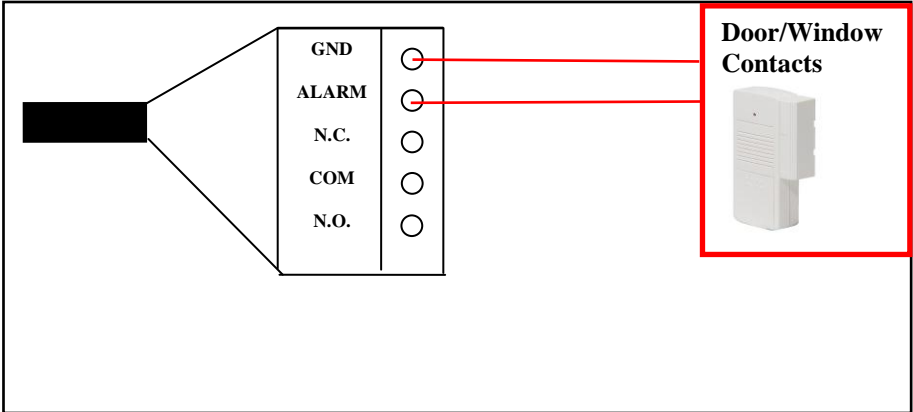 GND
ALARM
N.C.
COM
N.O.
Door/Window
Contacts